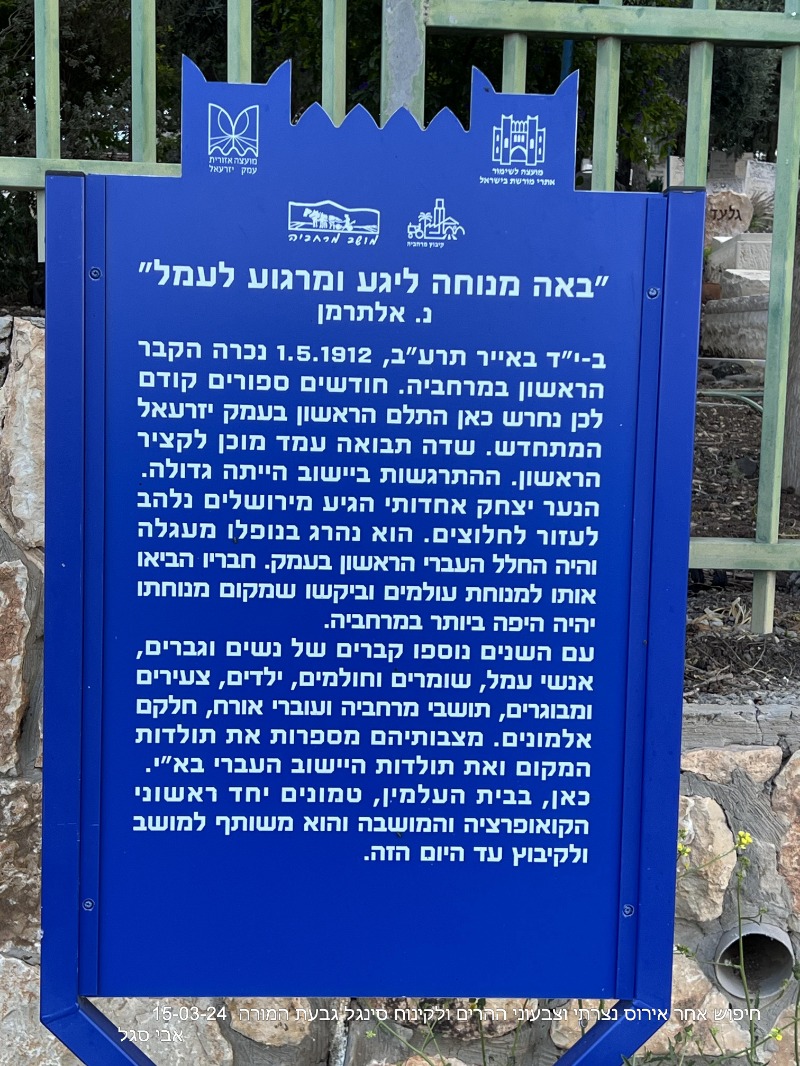 מועצה אזורית
עמק יזרעאל
מועצה לשימור
אתרי מורשת בישראל
מושב מרחביה
קיבוץ מרחביה
גלעד
"באה מנוחה ליגע ומרגוע לעמל"
נ. אלתרמן
ב-י"ד באייר תרע"ב, 1.5.1912 נכרה הקבר
הראשון במרחביה. חודשים ספורים קודם
לכן נחרש כאן התלם הראשון בעמק יזרעאל
המתחדש. שדה תבואה עמד מוכן לקציר
הראשון. ההתרגשות ביישוב הייתה גדולה.
הנער יצחק אחדותי הגיע מירושלים נלהב
לעזור לחלוצים. הוא נהרג בנופלו מעגלה
והיה החלל העברי הראשון בעמק. חבריו הביאו
אותו למנוחת עולמים וביקשו שמקום מנוחתו
יהיה היפה ביותר במרחביה.
עם השנים נוספו קברים של נשים וגברים,
אנשי עמל, שומרים וחולמים, ילדים, צעירים
ומבוגרים, תושבי מרחביה ועוברי אורח, חלקם
אלמונים. מצבותיהם מספרות את תולדות
המקום ואת תולדות היישוב העברי בא"י.
כאן, בבית העלמין, טמונים יחד ראשוני
הקואופרציה והמושבה והוא משותף למושב
ולקיבוץ עד היום הזה.
חיפוש אחר אירוס נצרתי וצבעוני ההרים ולקינוח סינגל גבעת המורה 15-03-24
אבי סגל